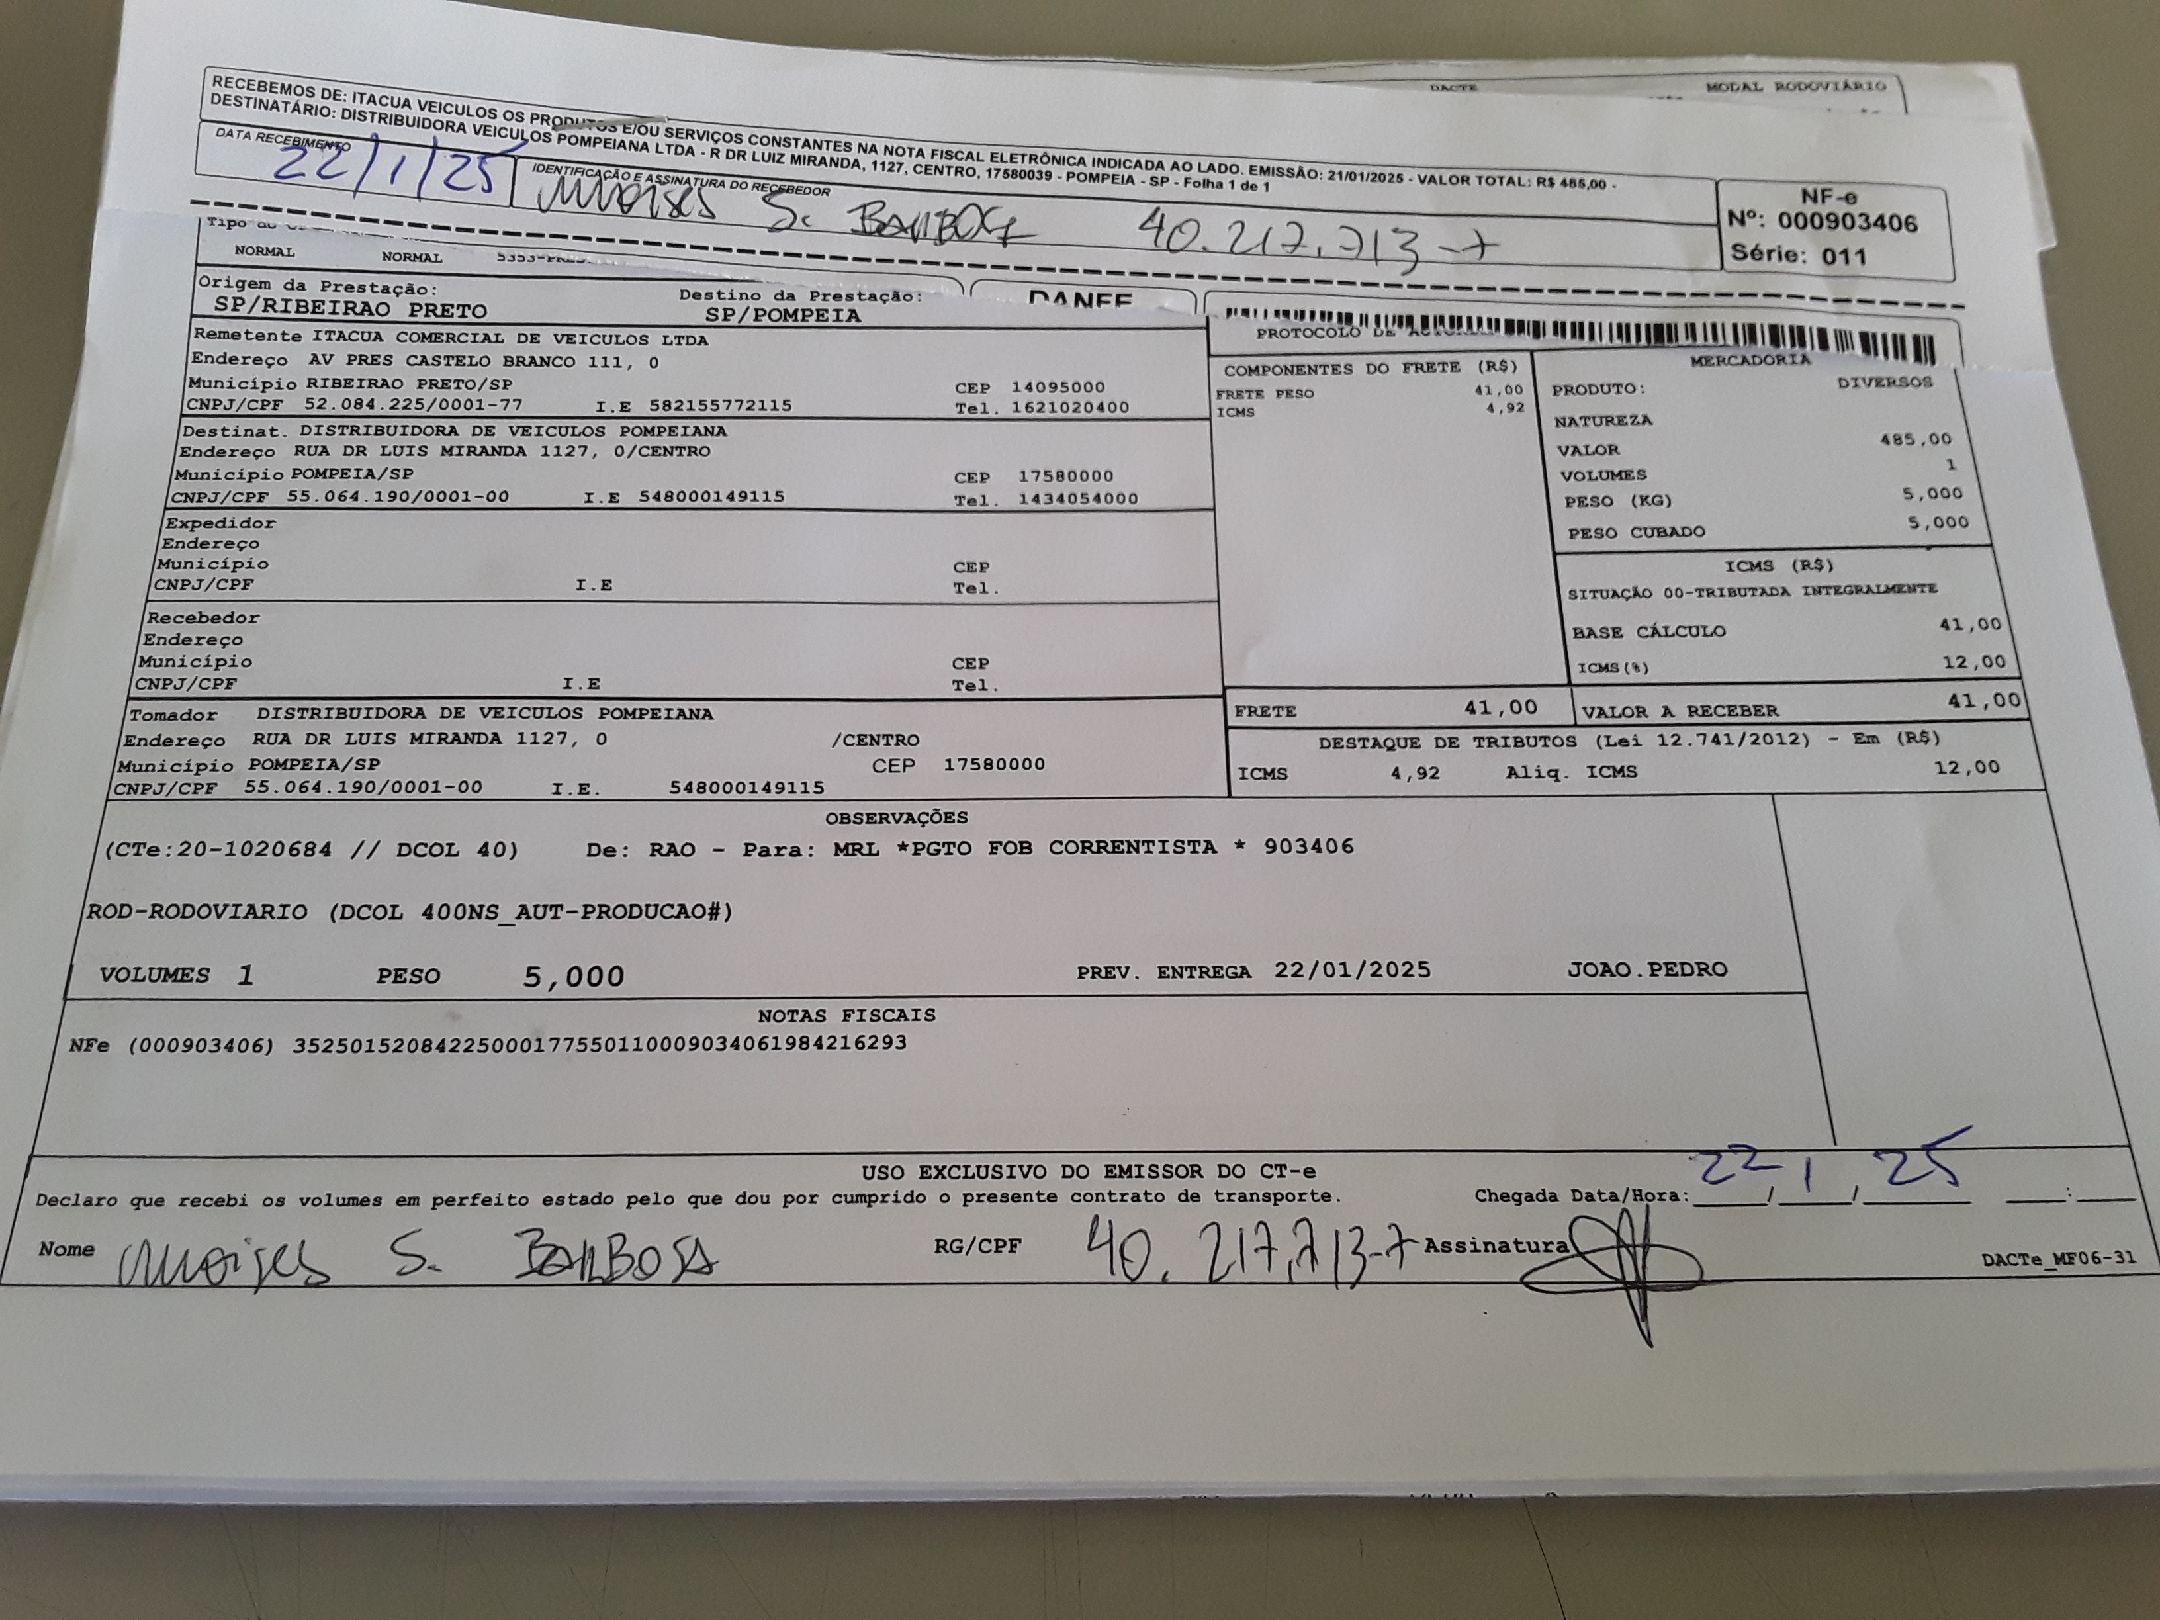 DACTE MODAL RODOVIÁRIO
RECEBEMOS DE: ITACUA VEICULOS OS PRODUTOS E/OU SERVIÇOS CONSTANTES NA NOTA FISCAL ELETRÔNICA INDICADA AO LADO. EMISSÃO: 21/01/2025 - VALOR TOTAL: R$ 485,00 -
DESTINATÁRIO: DISTRIBUIDORA VEICULOS POMPEIANA LTDA - R DR LUIZ MIRANDA, 1127, CENTRO, 17580039 - POMPEIA - SP - Folha 1 de 1
DATA RECEBIMENTO
22/1/25
IDENTIFICAÇÃO E ASSINATURA DO RECEBEDOR
Moises S. BARBOSA 40.217.713-7
NF-e
Nº: 000903406
Série: 011
NORMAL NORMAL
DANFE
Origem da Prestação: Destino da Prestação:
SP/RIBEIRAO PRETO SP/POMPEIA
Remetente ITACUA COMERCIAL DE VEICULOS LTDA
Endereço AV PRES CASTELO BRANCO 111, 0
Município RIBEIRAO PRETO/SP CEP 14095000
CNPJ/CPF 52.084.225/0001-77 I.E 582155772115 Tel. 1621020400
Destinat. DISTRIBUIDORA DE VEICULOS POMPEIANA
Endereço RUA DR LUIS MIRANDA 1127, 0/CENTRO
Município POMPEIA/SP CEP 17580000
CNPJ/CPF 55.064.190/0001-00 I.E 548000149115 Tel. 1434054000
Expedidor
Endereço
Município CEP
CNPJ/CPF I.E Tel.
Recebedor
Endereço
Município CEP
CNPJ/CPF I.E Tel.
Tomador DISTRIBUIDORA DE VEICULOS POMPEIANA
Endereço RUA DR LUIS MIRANDA 1127, 0 /CENTRO
Município POMPEIA/SP CEP 17580000
CNPJ/CPF 55.064.190/0001-00 I.E. 548000149115
PROTOCOLO DE
COMPONENTES DO FRETE (R$)
FRETE PESO 41,00
ICMS 4,92
MERCADORIA
PRODUTO: DIVERSOS
NATUREZA
VALOR 485,00
VOLUMES 1
PESO (KG) 5,000
PESO CUBADO 5,000
ICMS (R$)
SITUAÇÃO 00-TRIBUTADA INTEGRALMENTE
BASE CÁLCULO 41,00
ICMS(%) 12,00
FRETE 41,00 VALOR A RECEBER 41,00
DESTAQUE DE TRIBUTOS (Lei 12.741/2012) - Em (R$)
ICMS 4,92 Aliq. ICMS 12,00
OBSERVAÇÕES
(CTe:20-1020684 // DCOL 40) De: RAO - Para: MRL *PGTO FOB CORRENTISTA * 903406
ROD-RODOVIARIO (DCOL 400NS_AUT-PRODUCAO#)
VOLUMES 1 PESO 5,000 PREV. ENTREGA 22/01/2025 JOAO.PEDRO
NOTAS FISCAIS
NFe (000903406) 35250152084225000177550110009034061984216293
USO EXCLUSIVO DO EMISSOR DO CT-e
Declaro que recebi os volumes em perfeito estado pelo que dou por cumprido o presente contrato de transporte. Chegada Data/Hora: 22/1/25 :
Nome Moises S. BARBOSA RG/CPF 40.217.713-7 Assinatura
DACTe_MF06-31